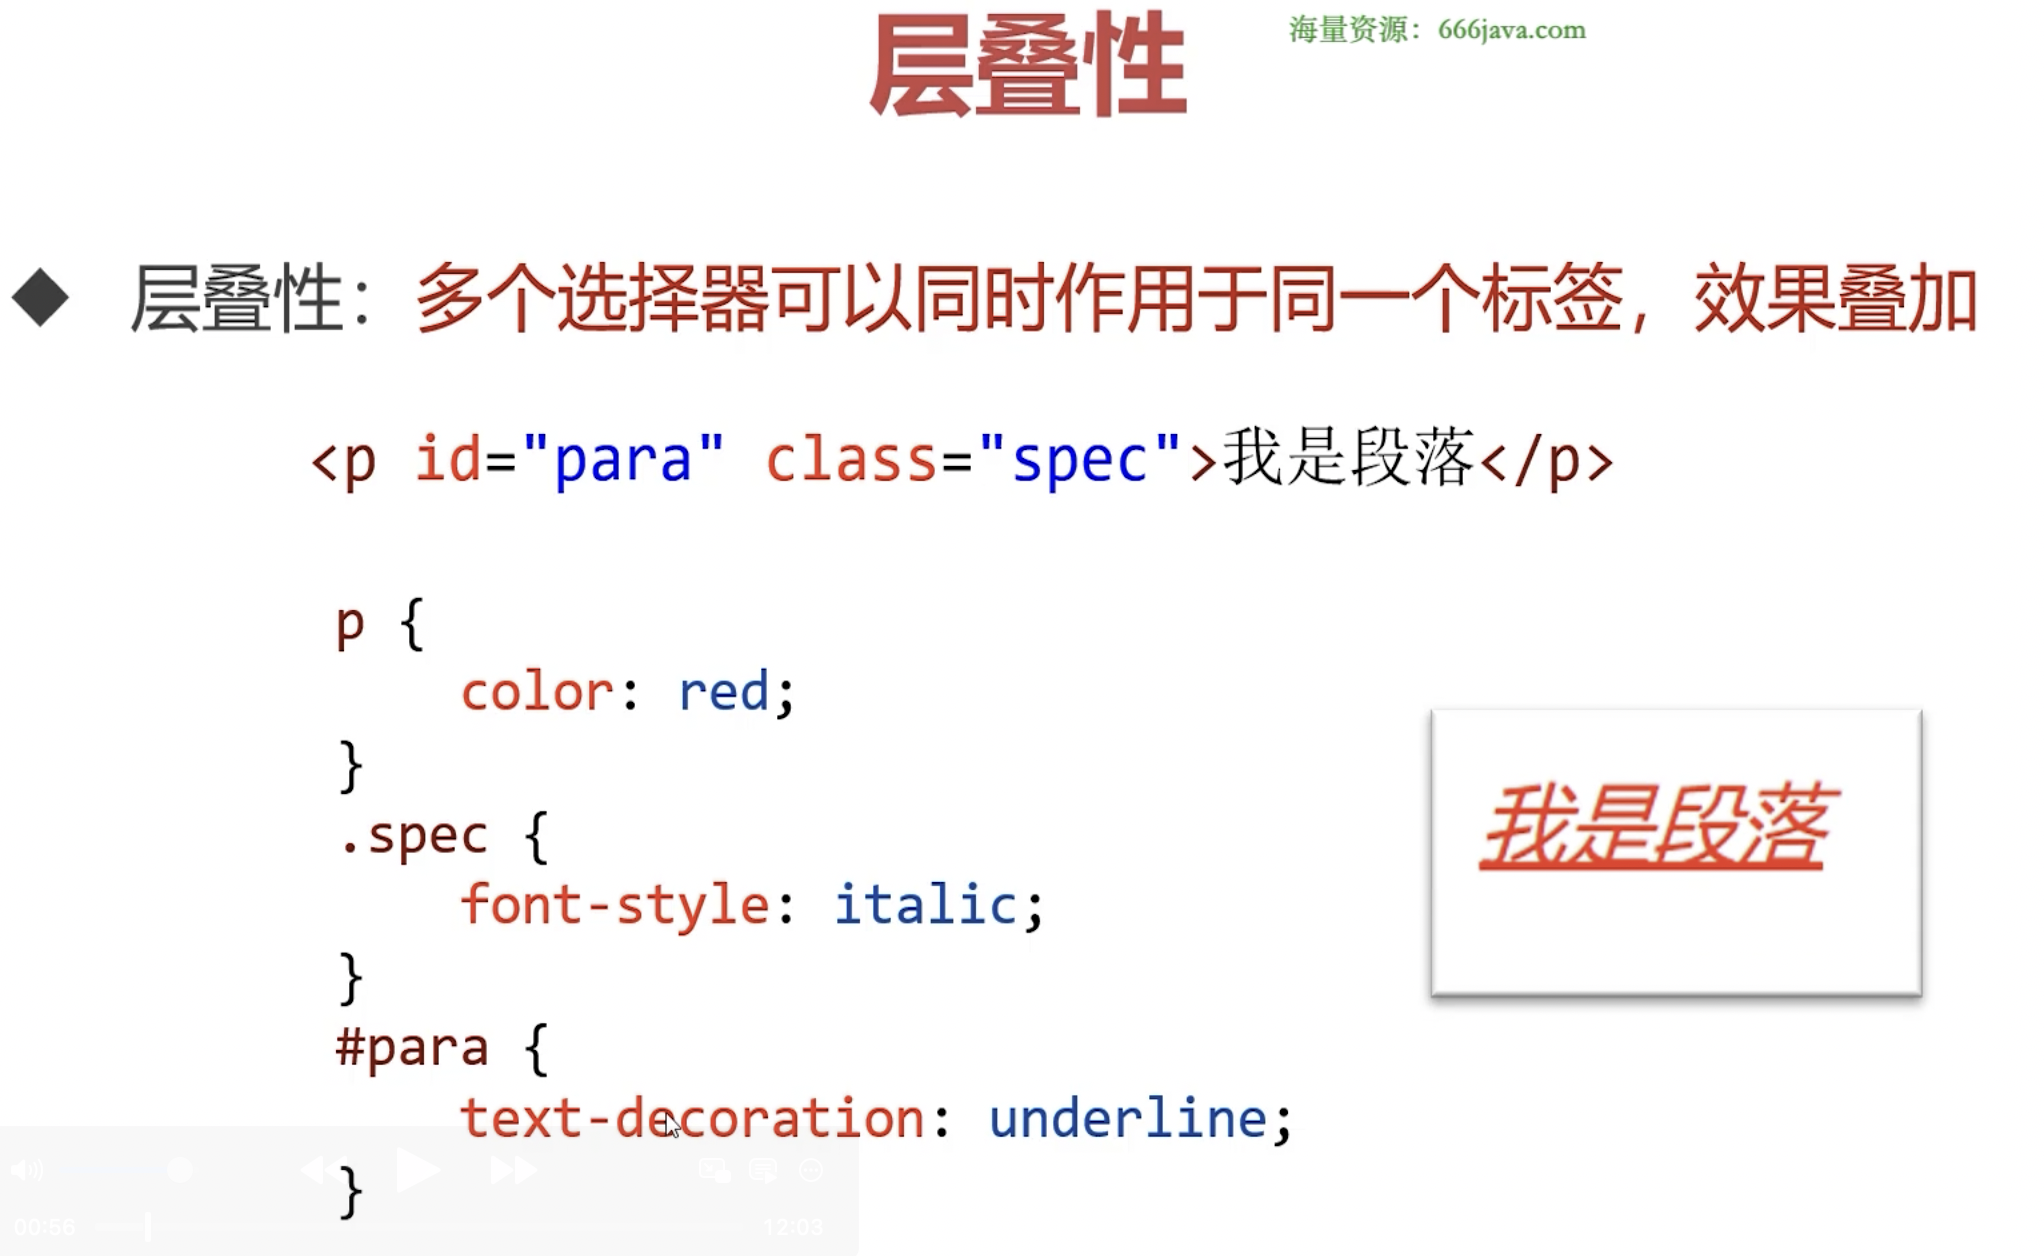 层叠性
海量资源：666java.com
◆ 层叠性：多个选择器可以同时作用于同一个标签，效果叠加
<p id="para" class="spec">我是段落</p>
p {
color: red;
}
.spec {
font-style: italic;
}
#para {
text-decoration: underline;
}
我是段落
00:56
12:03